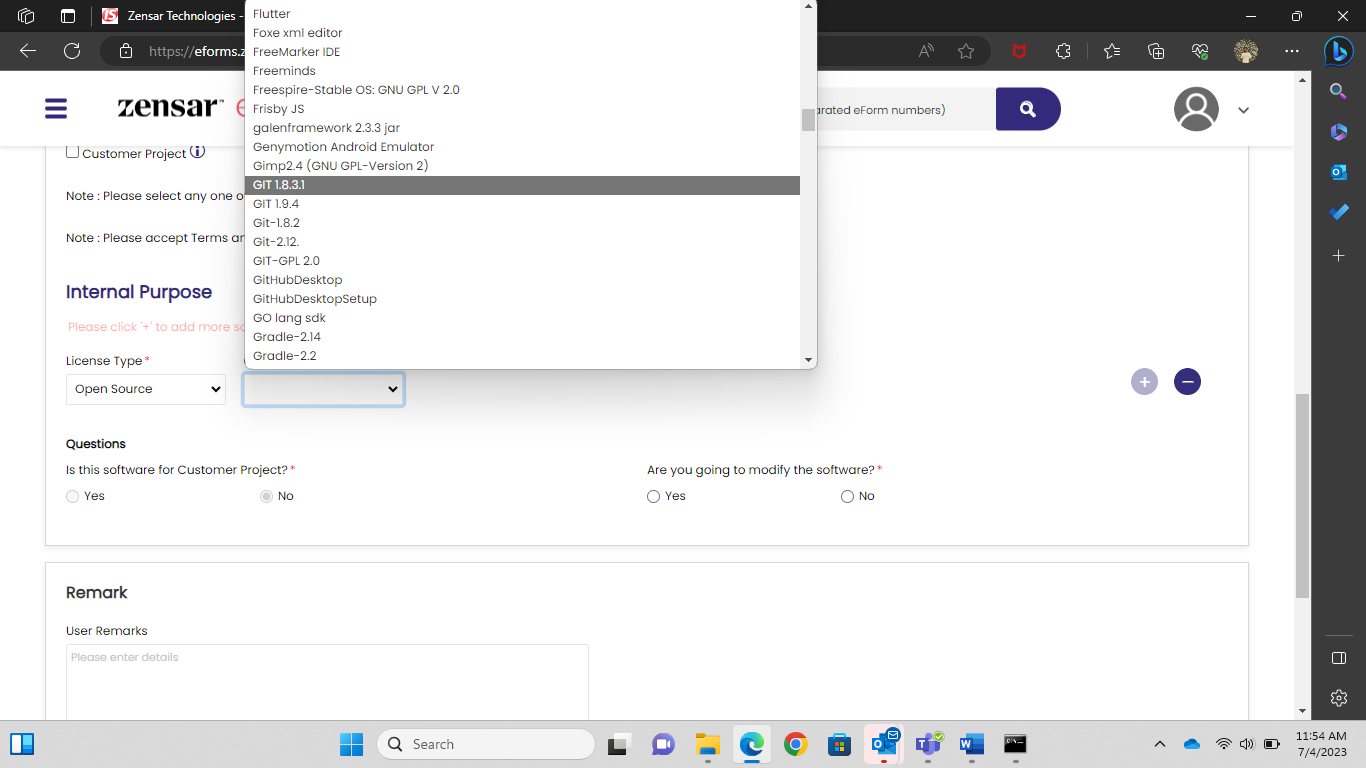 Zensar Technologies -
https://eforms.z
zensar
arated eForm numbers)
Flutter
Foxe xml editor
FreeMarker IDE
Freeminds
Freespire-Stable OS: GNU GPL V 2.0
Frisby JS
galenframework 2.3.3 jar
Genymotion Android Emulator
Gimp2.4 (GNU GPL-Version 2)
GIT 1.8.3.1
GIT 1.9.4
Git-1.8.2
Git-2.12.
GIT-GPL 2.0
GitHubDesktop
GitHubDesktopSetup
GO lang sdk
Gradle-2.14
Gradle-2.2
Customer Project
Note : Please select any one o
Note : Please accept Terms an
Internal Purpose
Please click '+' to add more so
License Type*
Open Source
Questions
Is this software for Customer Project?*
Yes
No
Are you going to modify the software?*
Yes
No
Remark
User Remarks
Please enter details
Search
11:54 AM
7/4/2023